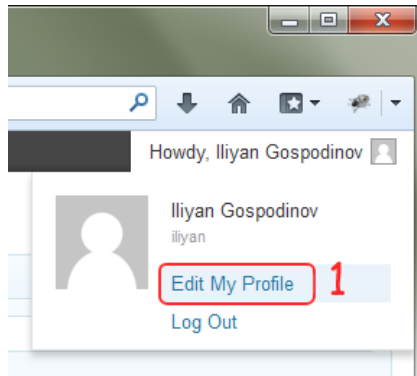 Howdy, Iliyan Gospodinov
Iliyan Gospodinov
iliyan
Edit My Profile 1
Log Out